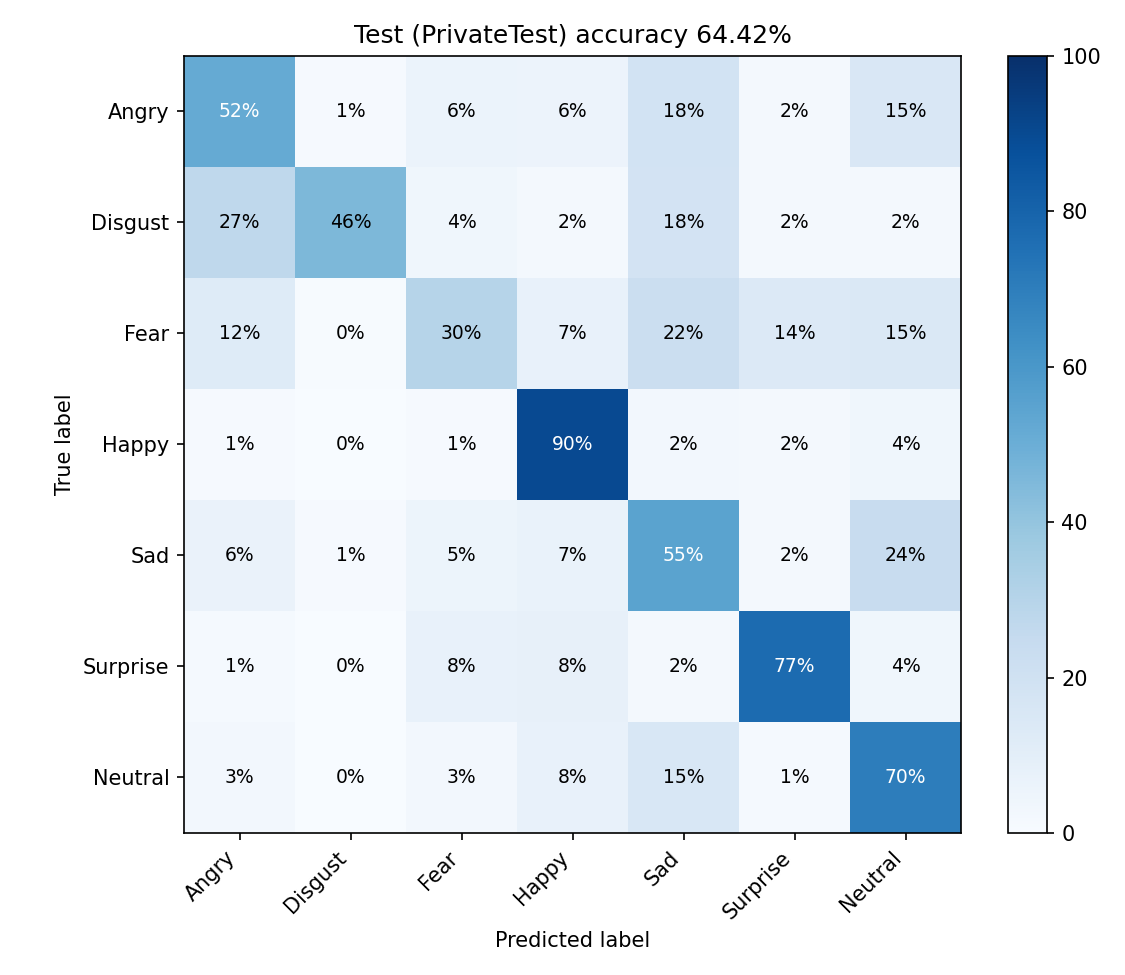 Test (PrivateTest) accuracy 64.42%
Angry 52% 1% 6% 6% 18% 2% 15%
Disgust 27% 46% 4% 2% 18% 2% 2%
Fear 12% 0% 30% 7% 22% 14% 15%
Happy 1% 0% 1% 90% 2% 2% 4%
Sad 6% 1% 5% 7% 55% 2% 24%
Surprise 1% 0% 8% 8% 2% 77% 4%
Neutral 3% 0% 3% 8% 15% 1% 70%
Angry Disgust Fear Happy Sad Surprise Neutral
Predicted label
True label
100
80
60
40
20
0